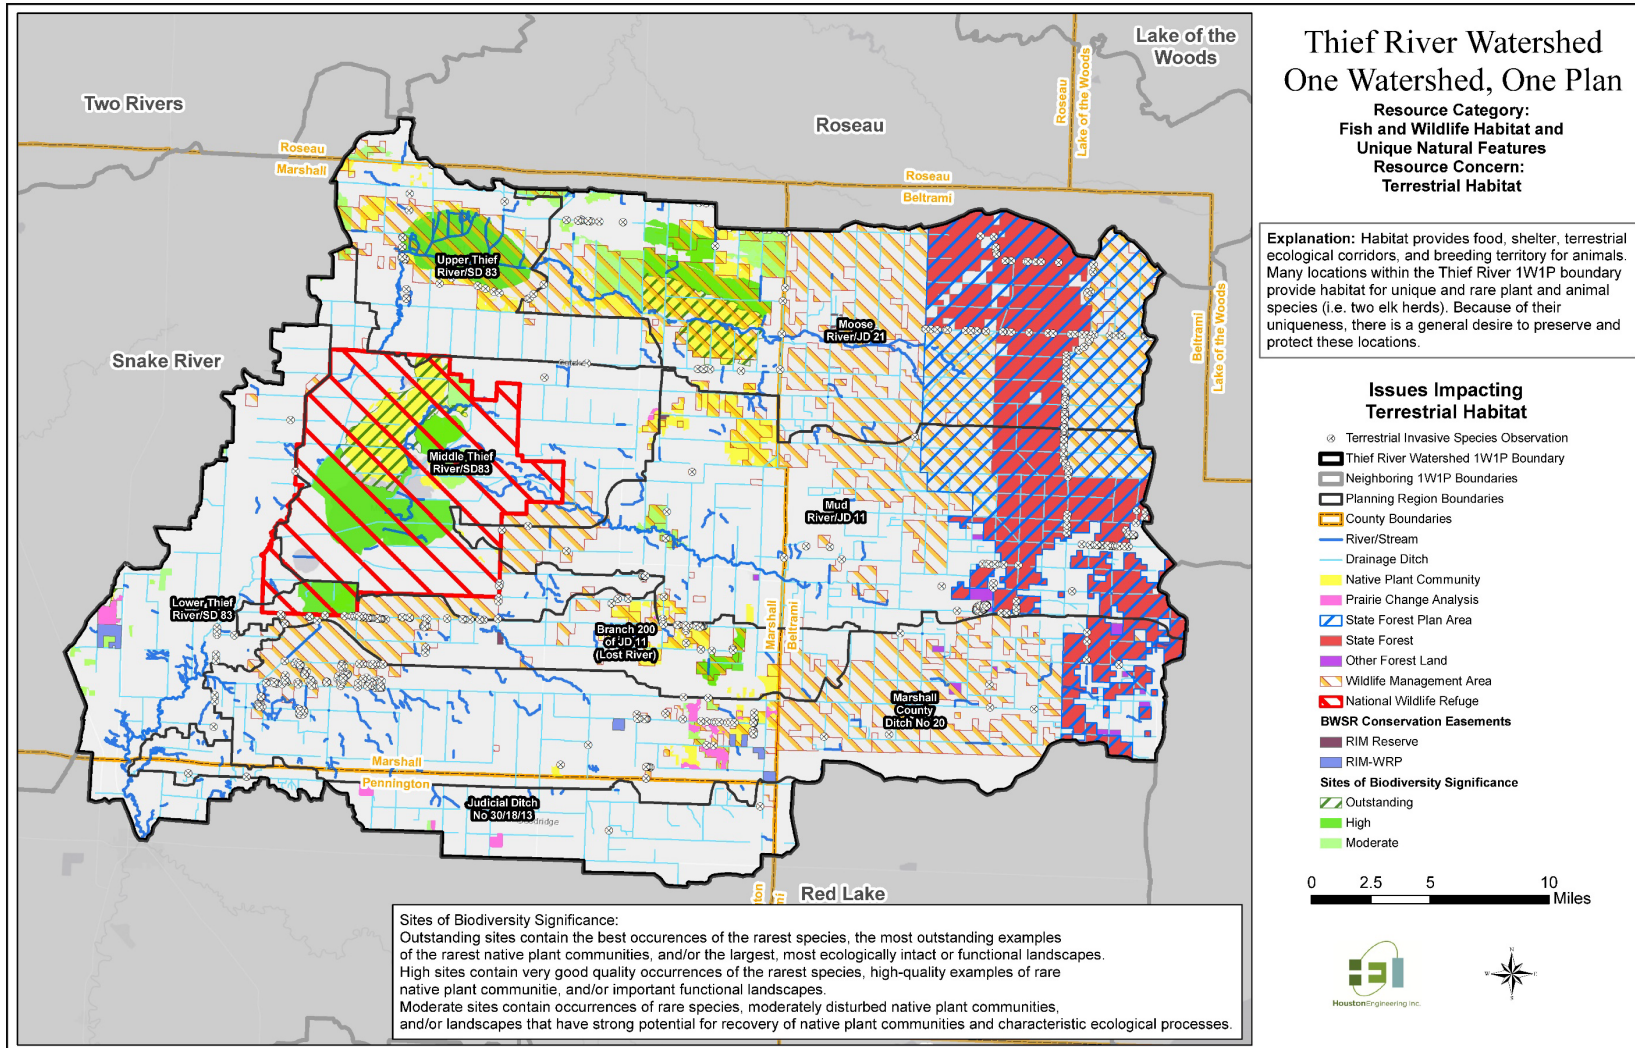 Thief River Watershed
One Watershed, One Plan
Resource Category:
Fish and Wildlife Habitat and
Unique Natural Features
Resource Concern:
Terrestrial Habitat
Explanation: Habitat provides food, shelter, terrestrial
ecological corridors, and breeding territory for animals.
Many locations within the Thief River 1W1P boundary
provide habitat for unique and rare plant and animal
species (i.e. two elk herds). Because of their
uniqueness, there is a general desire to preserve and
protect these locations.
Issues Impacting
Terrestrial Habitat
Terrestrial Invasive Species Observation
Thief River Watershed 1W1P Boundary
Neighboring 1W1P Boundaries
Planning Region Boundaries
County Boundaries
River/Stream
Drainage Ditch
Native Plant Community
Prairie Change Analysis
State Forest Plan Area
State Forest
Other Forest Land
Wildlife Management Area
National Wildlife Refuge
BWSR Conservation Easements
RIM Reserve
RIM-WRP
Sites of Biodiversity Significance
Outstanding
High
Moderate
0 2.5 5 10
Miles
HoustonEngineering Inc.
N
W E
S
Lake of the
Woods
Two Rivers
Roseau
Roseau
Lake of the Woods
Roseau
Marshall
Roseau
Beltrami
Upper Thief
River/SD 83
Moose
River/JD 21
Beltrami
Lake of the Woods
Snake River
Middle Thief
River/SD83
Mud
River/JD 11
Lower Thief
River/SD 83
Branch 200
of JD 11
(Lost River)
Marshall
Beltrami
Marshall
County
Ditch No 20
Marshall
Pennington
Judicial Ditch
No 30/18/13
Red Lake
Sites of Biodiversity Significance:
Outstanding sites contain the best occurences of the rarest species, the most outstanding examples
of the rarest native plant communities, and/or the largest, most ecologically intact or functional landscapes.
High sites contain very good quality occurrences of the rarest species, high-quality examples of rare
native plant communitie, and/or important functional landscapes.
Moderate sites contain occurrences of rare species, moderately disturbed native plant communities,
and/or landscapes that have strong potential for recovery of native plant communities and characteristic ecological processes.